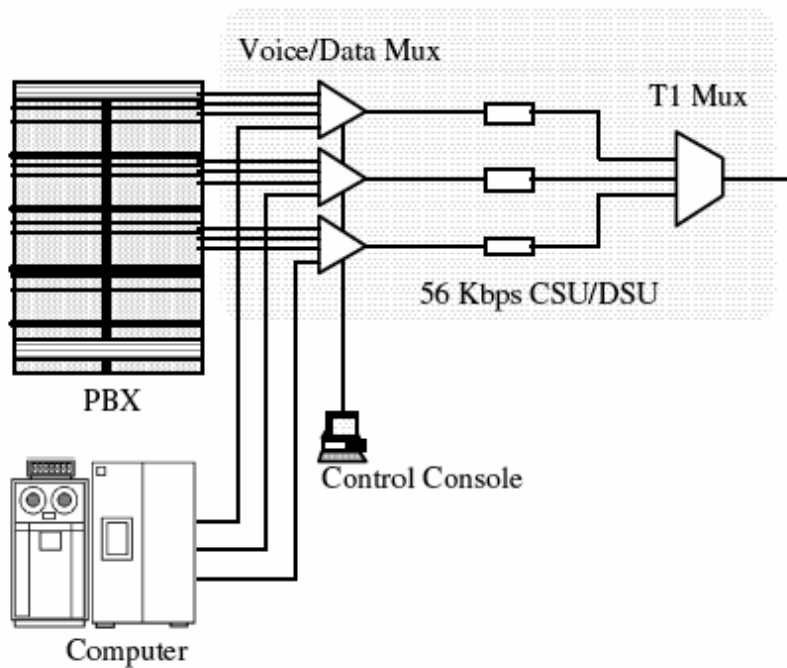 Voice/Data Mux
T1 Mux
56 Kbps CSU/DSU
PBX
Control Console
Computer